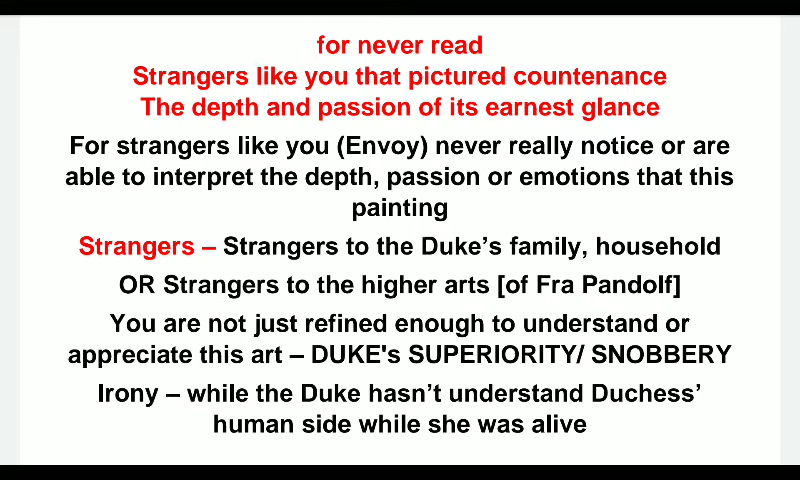 for never read
Strangers like you that pictured countenance
The depth and passion of its earnest glance
For strangers like you (Envoy) never really notice or are
able to interpret the depth, passion or emotions that this
painting
Strangers – Strangers to the Duke’s family, household
OR Strangers to the higher arts [of Fra Pandolf]
You are not just refined enough to understand or
appreciate this art – DUKE's SUPERIORITY/ SNOBBERY
Irony – while the Duke hasn’t understand Duchess’
human side while she was alive